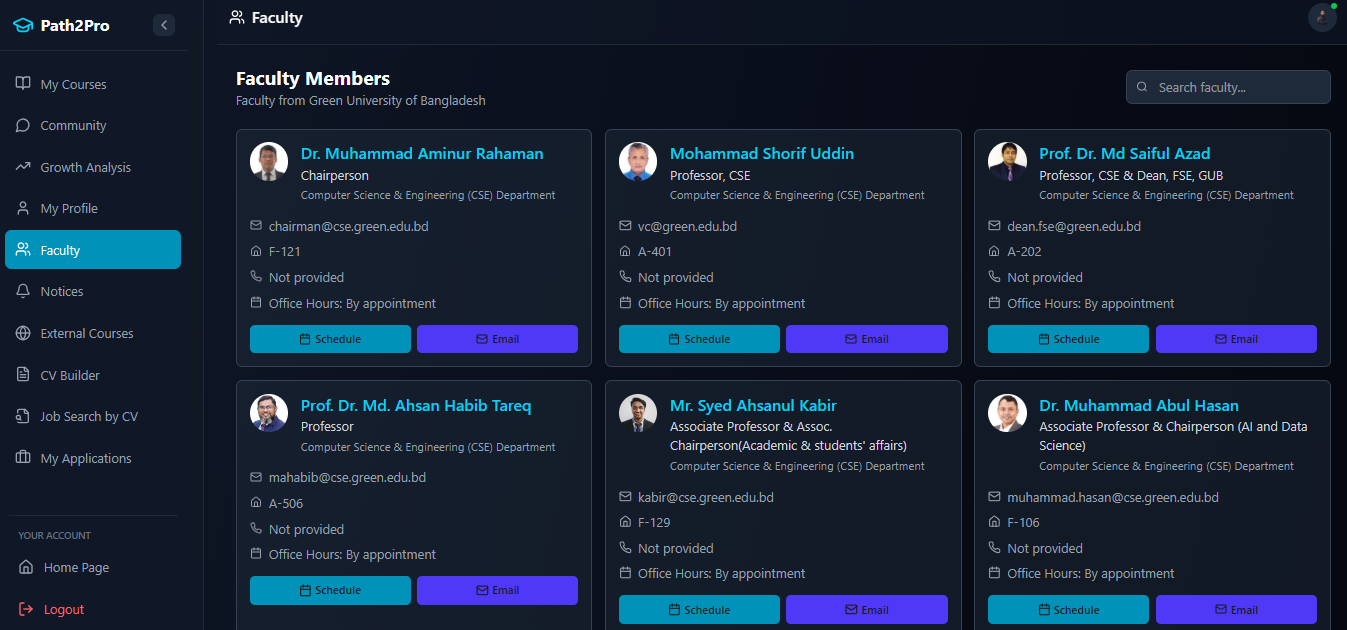 Path2Pro
My Courses
Community
Growth Analysis
My Profile
Faculty
Notices
External Courses
CV Builder
Job Search by CV
My Applications
YOUR ACCOUNT
Home Page
Logout
Faculty
Faculty Members
Faculty from Green University of Bangladesh
Search faculty...
Dr. Muhammad Aminur Rahaman
Chairperson
Computer Science & Engineering (CSE) Department
chairman@cse.green.edu.bd
F-121
Not provided
Office Hours: By appointment
Schedule
Email
Mohammad Shorif Uddin
Professor, CSE
Computer Science & Engineering (CSE) Department
vc@green.edu.bd
A-401
Not provided
Office Hours: By appointment
Schedule
Email
Prof. Dr. Md Saiful Azad
Professor, CSE & Dean, FSE, GUB
Computer Science & Engineering (CSE) Department
dean.fse@green.edu.bd
A-202
Not provided
Office Hours: By appointment
Schedule
Email
Prof. Dr. Md. Ahsan Habib Tareq
Professor
Computer Science & Engineering (CSE) Department
mahabib@cse.green.edu.bd
A-506
Not provided
Office Hours: By appointment
Schedule
Email
Mr. Syed Ahsanul Kabir
Associate Professor & Assoc.
Chairperson(Academic & students' affairs)
Computer Science & Engineering (CSE) Department
kabir@cse.green.edu.bd
F-129
Not provided
Office Hours: By appointment
Schedule
Email
Dr. Muhammad Abul Hasan
Associate Professor & Chairperson (AI and Data
Science)
Computer Science & Engineering (CSE) Department
muhammad.hasan@cse.green.edu.bd
F-106
Not provided
Office Hours: By appointment
Schedule
Email